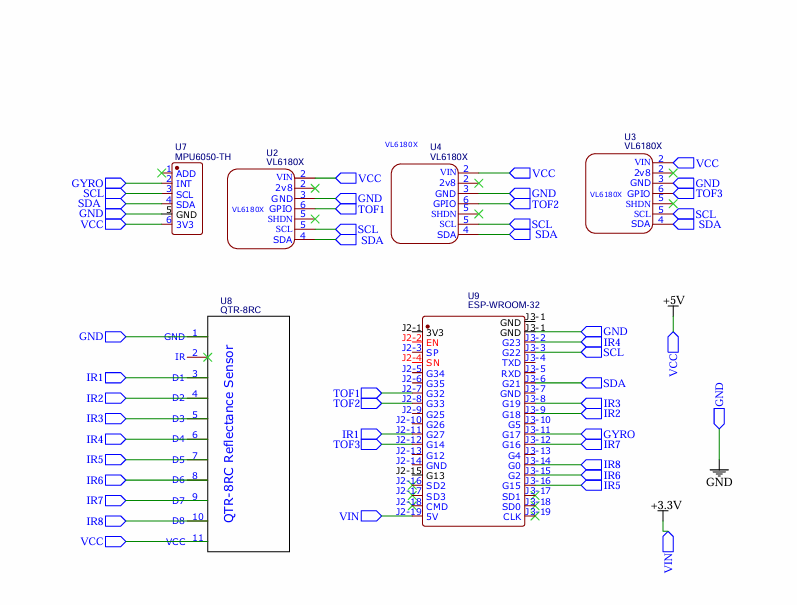 U7
MPU6050-TH
1 ADD
GYRO 2 INT
SCL 3 SCL
SDA 4 SDA
GND 5 GND
VCC 6 3V3
U2
VL6180X
VL6180X
VIN 2 VCC
2v8 2
GND 3 GND
GPIO 6 TOF1
SHDN 5
SCL 5 SCL
SDA 4 SDA
VL6180X
U4
VL6180X
VL6180X
VIN 2 VCC
2v8 2
GND 3 GND
GPIO 6 TOF2
SHDN 5
SCL 5 SCL
SDA 4 SDA
U3
VL6180X
VL6180X
VIN 2 VCC
2v8 2
GND 3 GND
GPIO 6 TOF3
SHDN 5
SCL 5 SCL
SDA 4 SDA
U8
QTR-8RC
QTR-8RC Reflectance Sensor
GND GND 1
IR 2
IR1 D1 3
IR2 D2 4
IR3 D3 5
IR4 D4 6
IR5 D5 7
IR6 D6 8
IR7 D7 9
IR8 D8 10
VCC VCC 11
U9
ESP-WROOM-32
J2-1 3V3
J2-2 EN
J2-3 SP
J2-4 SN
J2-5 G34
J2-6 G35
TOF1 J2-7 G32
TOF2 J2-8 G33
J2-9 G25
J2-10 G26
IR1 J2-11 G27
TOF3 J2-12 G14
J2-13 G12
J2-14 GND
J2-15 G13
J2-16 SD2
J2-17 SD3
J2-18 CMD
VIN J2-19 5V
GND J3-1
GND J3-1 GND
G23 J3-2 IR4
G22 J3-3 SCL
TXD J3-4
RXD J3-5
G21 J3-6 SDA
GND J3-7
G19 J3-8 IR3
G18 J3-9 IR2
G5 J3-10
G17 J3-11 GYRO
G16 J3-12 IR7
G4 J3-13
G0 J3-14 IR8
G2 J3-15 IR6
G15 J3-16 IR5
SD1 J3-17
SD0 J3-18
CLK J3-19
+5V
VCC
GND
GND
+3.3V
VIN